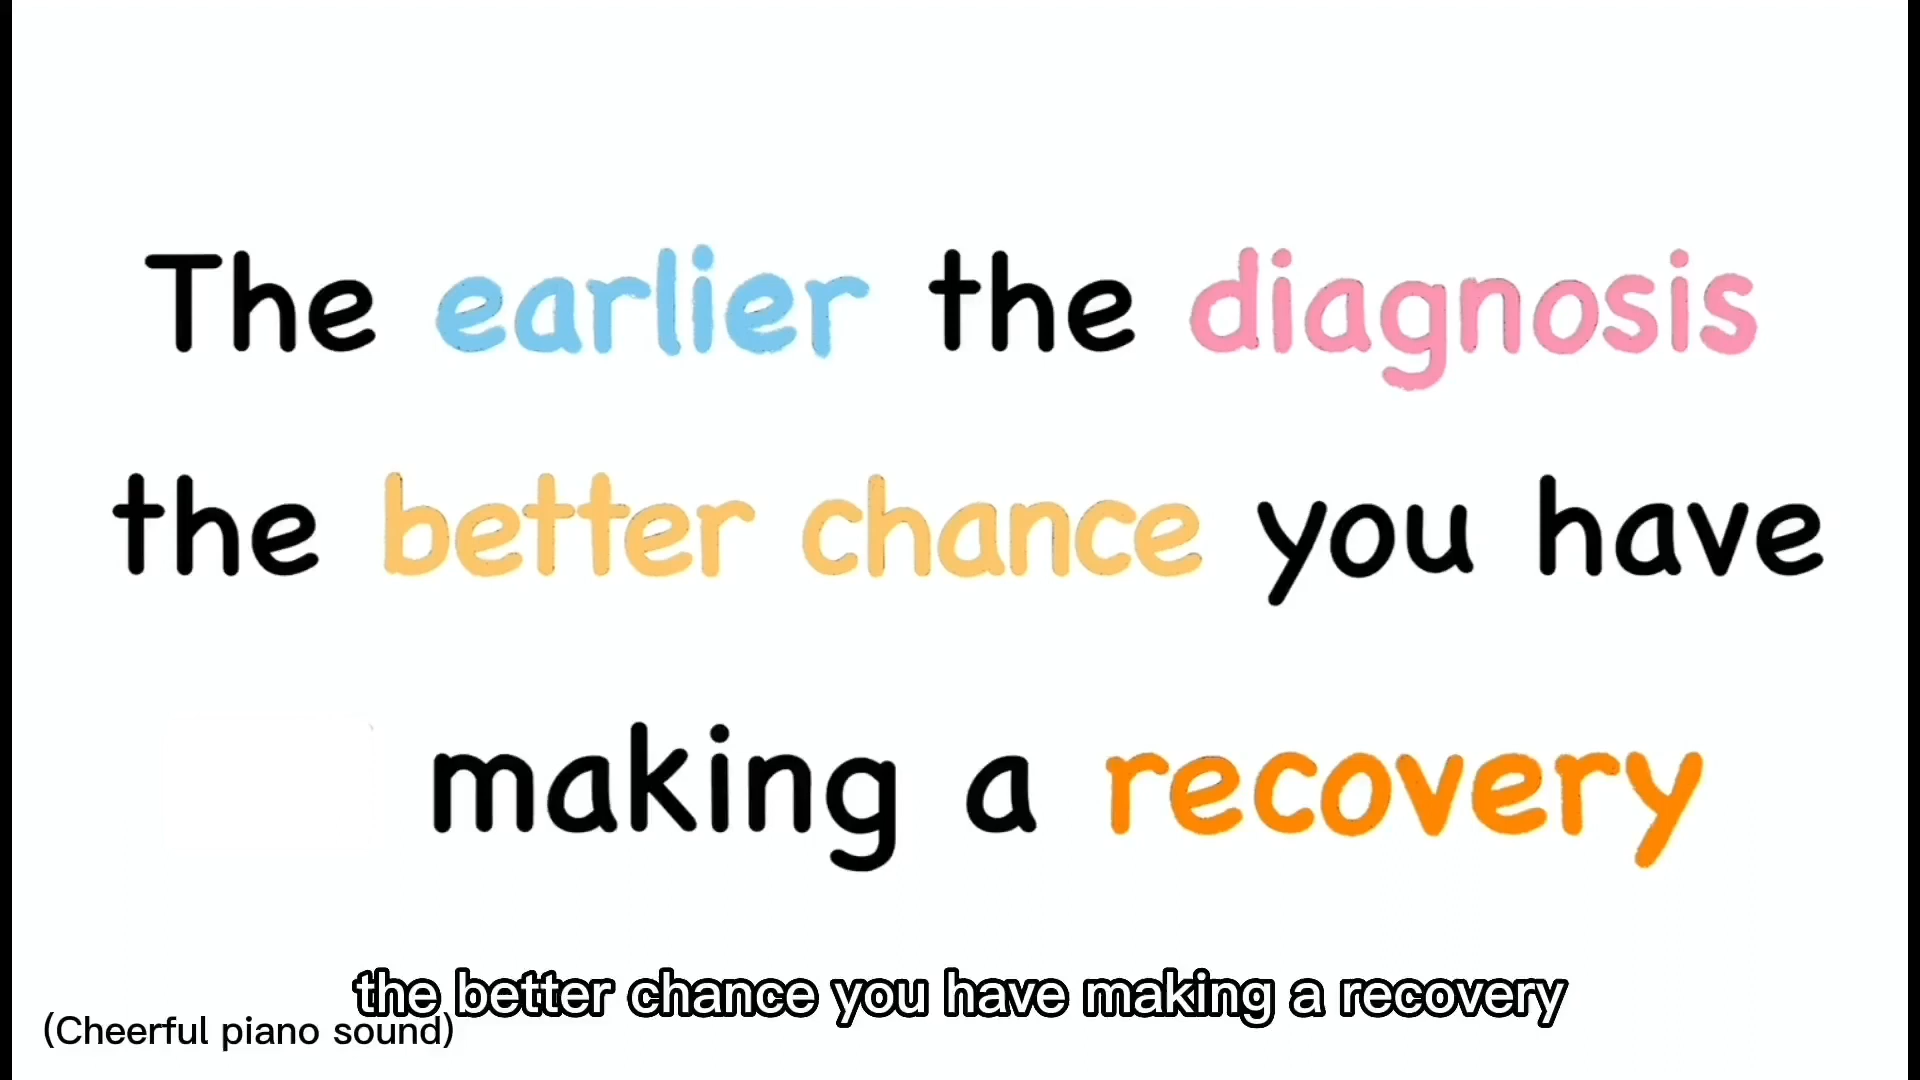 The earlier the diagnosis
the better chance you have
making a recovery
the better chance you have making a recovery
(Cheerful piano sound)